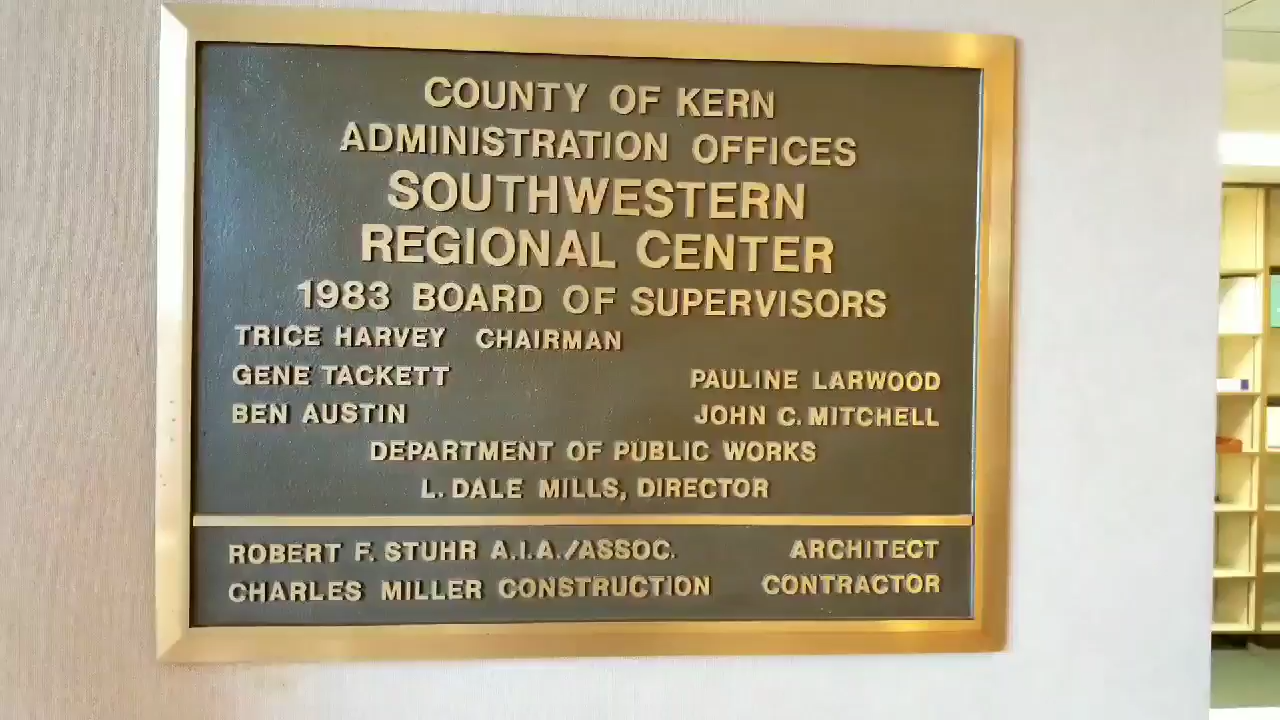 COUNTY OF KERN
ADMINISTRATION OFFICES
SOUTHWESTERN
REGIONAL CENTER
1983 BOARD OF SUPERVISORS
TRICE HARVEY CHAIRMAN
GENE TACKETT PAULINE LARWOOD
BEN AUSTIN JOHN C. MITCHELL
DEPARTMENT OF PUBLIC WORKS
L. DALE MILLS, DIRECTOR
ROBERT F. STUHR A.I.A./ASSOC. ARCHITECT
CHARLES MILLER CONSTRUCTION CONTRACTOR